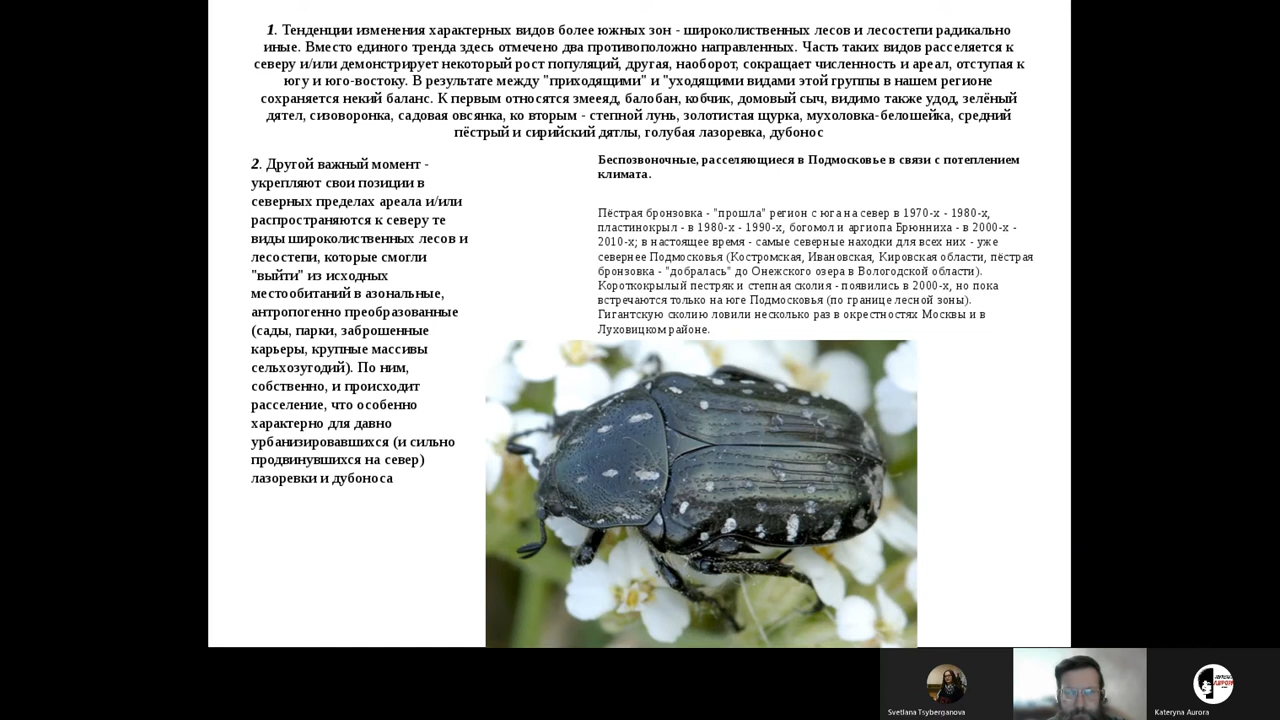 1. Тенденции изменения характерных видов более южных зон - широколиственных лесов и лесостепи радикально
иные. Вместо единого тренда здесь отмечено два противоположно направленных. Часть таких видов расселяется к
северу и/или демонстрирует некоторый рост популяций, другая, наоборот, сокращает численность и ареал, отступая к
югу и юго-востоку. В результате между "приходящими" и "уходящими видами этой группы в нашем регионе
сохраняется некий баланс. К первым относятся змееяд, балобан, кобчик, домовый сыч, видимо также удод, зелёный
дятел, сизоворонка, садовая овсянка, ко вторым - степной лунь, золотистая щурка, мухоловка-белошейка, средний
пёстрый и сирийский дятлы, голубая лазоревка, дубонос
2. Другой важный момент -
укрепляют свои позиции в
северных пределах ареала и/или
распространяются к северу те
виды широколиственных лесов и
лесостепи, которые смогли
"выйти" из исходных
местообитаний в азональные,
антропогенно преобразованные
(сады, парки, заброшенные
карьеры, крупные массивы
сельхозугодий). По ним,
собственно, и происходит
расселение, что особенно
характерно для давно
урбанизировавшихся (и сильно
продвинувшихся на север)
лазоревки и дубоноса
Беспозвоночные, расселяющиеся в Подмосковье в связи с потеплением
климата.
Пёстрая бронзовка - "прошла" регион с юга на север в 1970-х - 1980-х,
пластинокрыл - в 1980-х - 1990-х, богомол и аргиопа Брюнниха - в 2000-х -
2010-х; в настоящее время - самые северные находки для всех них - уже
севернее Подмосковья (Костромская, Ивановская, Кировская области, пёстрая
бронзовка - "добралась" до Онежского озера в Вологодской области).
Короткокрылый пестряк и степная сколия - появились в 2000-х, но пока
встречаются только на юге Подмосковья (по границе лесной зоны).
Гигантскую сколию ловили несколько раз в окрестностях Москвы и в
Луховицком районе.
Svetlana Tsyberganova
Kateryna Aurora